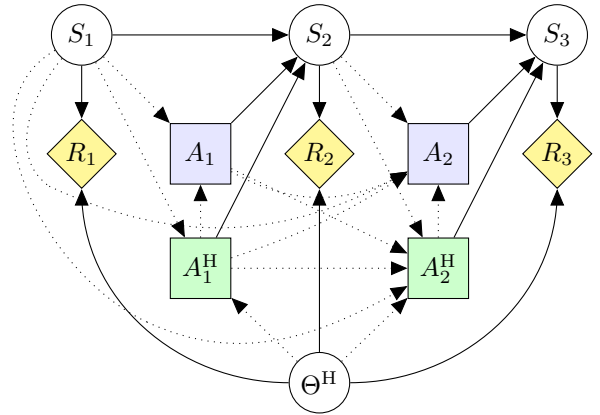 S₁ S₂ S₃
R₁ A₁ R₂ A₂ R₃
A₁ᴴ A₂ᴴ
Θᴴ